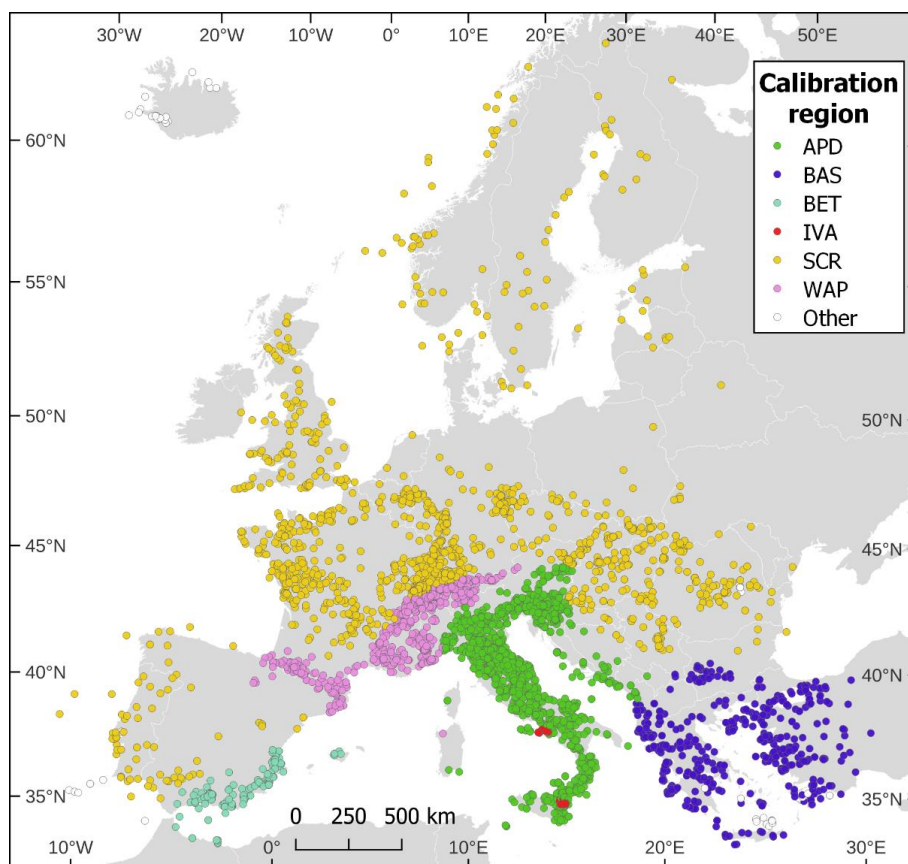 30°W 20°W 10°W 0° 10°E 20°E 30°E 40°E 50°E
Calibration
region
APD
BAS
BET
IVA
SCR
WAP
Other
60°N
55°N
50°N 50°N
45°N 45°N
40°N 40°N
35°N 35°N
0 250 500 km
10°W 0° 10°E 20°E 30°E